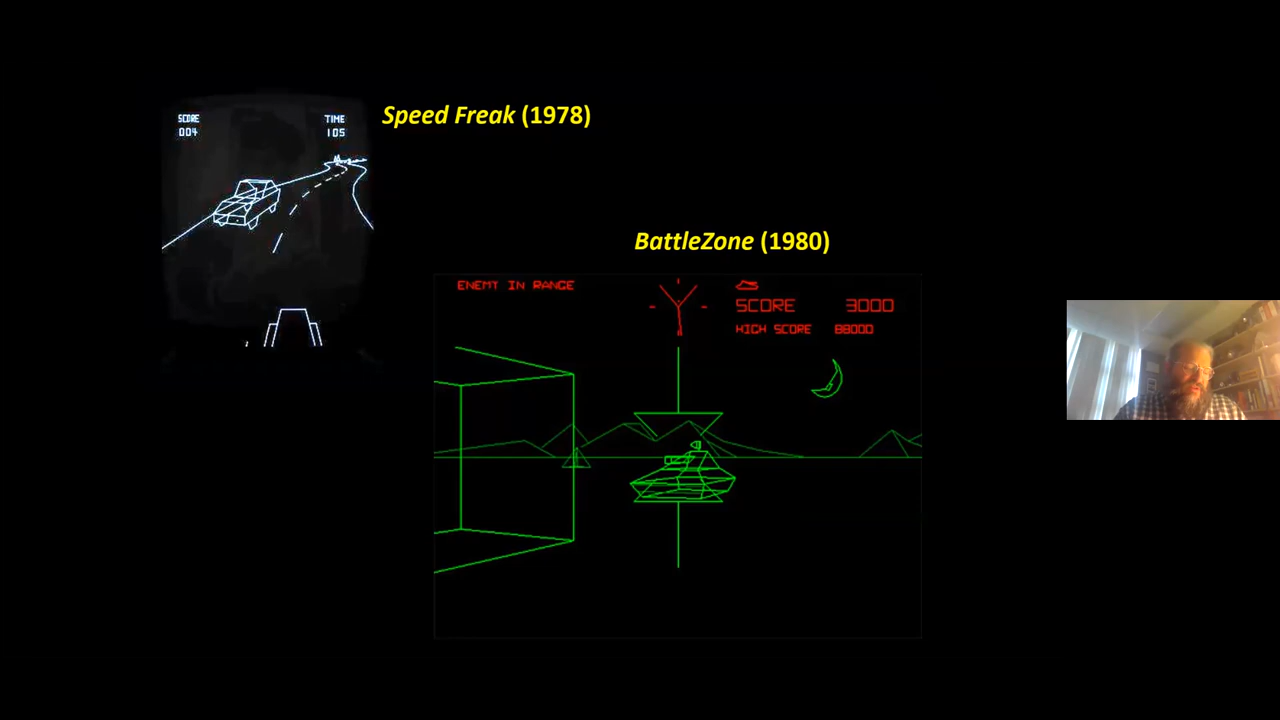 Speed Freak (1978)
SCORE
004
TIME
105
BattleZone (1980)
ENEMY IN RANGE
SCORE 3000
HIGH SCORE 88000